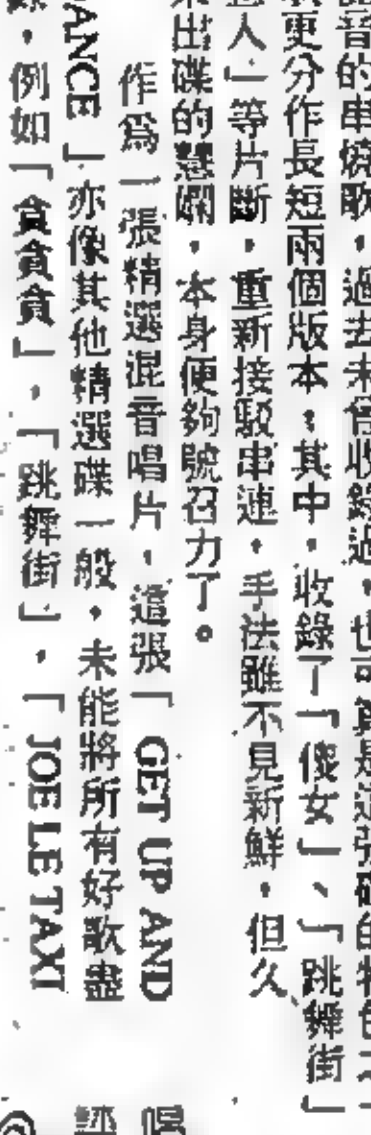 音的串燒歌，過去未曾收錄過，也可算是這張碟的特色之一
更分作長短兩個版本；其中，收錄了「傻女」、「跳舞街」
人」等片斷，重新接駁串連，手法雖不見新鮮，但久
未出碟的慧嫻，本身便夠號召力了。
作爲一張精選混音唱片，這張「GET UP AND
DANCE」亦像其他精選碟一般，未能將所有好歌盡
，例如「貪貪貪」，「跳舞街」，「JOE LE TAXI